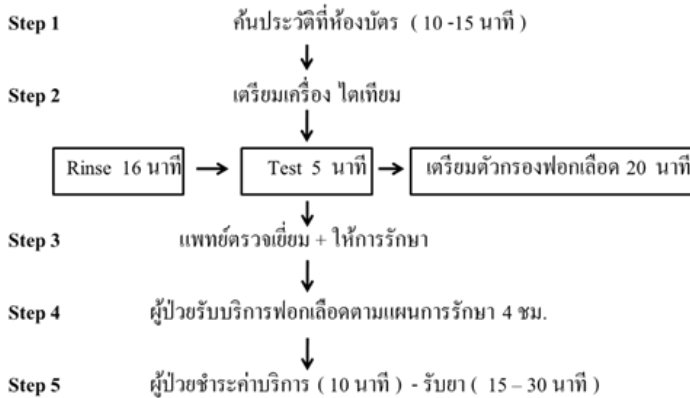 Step 1 ค้นประวัติที่ห้องบัตร ( 10 -15 นาที )
Step 2 เตรียมเครื่อง ไตเทียม
Rinse 16 นาที Test 5 นาที เตรียมตัวกรองฟอกเลือด 20 นาที
Step 3 แพทย์ตรวจเยี่ยม + ให้การรักษา
Step 4 ผู้ป่วยรับบริการฟอกเลือดตามแผนการรักษา 4 ชม.
Step 5 ผู้ป่วยชำระค่าบริการ ( 10 นาที ) - รับยา ( 15 – 30 นาที )